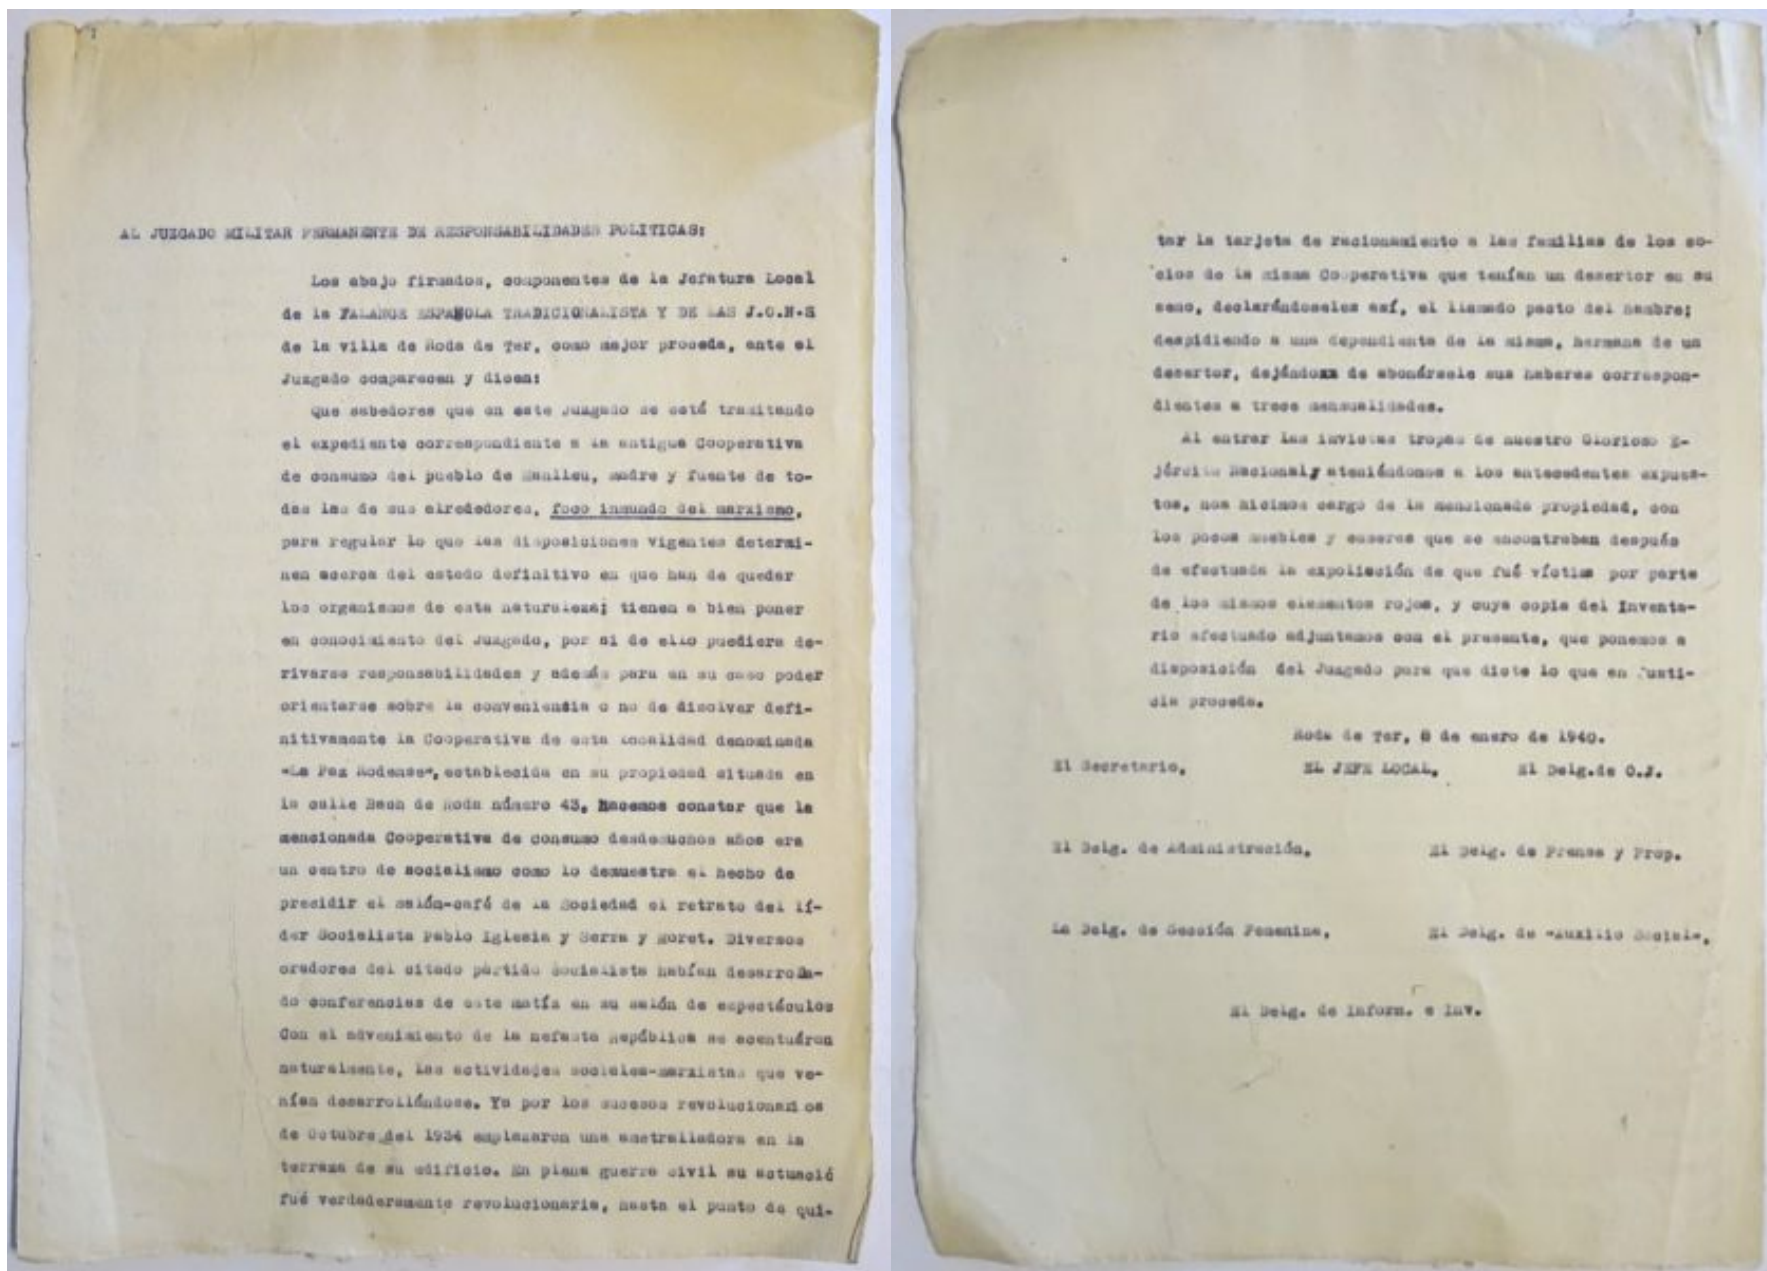 AL JUZGADO MILITAR PERMANENTE DE RESPONSABILIDADES POLITICAS:
Los abajo firmados, componentes de la Jefatura Local
de la FALANGE ESPAÑOLA TRADICIONALISTA Y DE LAS J.O.N.S
de la villa de Roda de Ter, como mejor proceda, ante el
Juzgado comparecen y dicen:
Que sabedores que en este Juzgado se está tramitando
el expediente correspondiente a la antigua Cooperativa
de consumo del pueblo de Manlleu, madre y fuente de to-
das las de sus alrededores, foco inmundo del marxismo,
para regular lo que las disposiciones vigentes determi-
nen acerca del estado definitivo en que han de quedar
los organismos de esta naturaleza; tienen a bien poner
en conocimiento del Juzgado, por si de ello pudiera de-
rivarse responsabilidades y además para en su caso poder
orientarse sobre la conveniencia o no de disolver defi-
nitivamente la Cooperativa de esta localidad denominada
"La Paz Rodense", establecida en su propiedad situada en
la calle Bach de Roda número 43. Hacemos constar que la
mencionada Cooperativa de consumo desde muchos años era
un centro de socialismo como lo demuestra el hecho de
presidir el salón-café de la Sociedad el retrato del lí-
der Socialista Pablo Iglesia y Serra y Moret. Diversos
oradores del citado partido Socialista habían desarrolla-
do conferencias de este matíz en su salón de espectáculos
Con el advenimiento de la nefasta República se acentuáron
naturalmente, las actividades sociales-marxistas que ve-
nían desarrollándose. Ya por los sucesos revolucionarios
de Octubre del 1934 emplazaron una ametralladora en la
terraza de su edificio. En plena guerra civil su actuació
fué verdaderamente revolucionaria, hasta el punto de qui-
tar la tarjeta de racionamiento a las familias de los so-
cios de la misma Cooperativa que tenían un desertor en su
seno, declarándoseles así, el llamado pacto del hambre;
despidiendo a una dependienta de la misma, hermana de un
desertor, dejándo de abonársele sus haberes correspon-
dientes a trece mensualidades.
Al entrar las invictas tropas de nuestro Glorioso E-
jército Nacional, ateniéndonos a los antecedentes expues-
tos, nos hicimos cargo de la mencionada propiedad, con
los pocos muebles y enseres que se encontraban después
de efectuada la expoliación de que fué víctima por parte
de los mismos elementos rojos, y cuya copia del Inventa-
rio efectuado adjuntamos con el presente, que ponemos a
disposición del Juzgado para que dicte lo que en Justi-
cia proceda.
Roda de Ter, 8 de enero de 1940.
El Secretario, EL JEFE LOCAL, El Delg.de O.J.
El Delg. de Administración, El Delg. de Prensa y Prop.
La Delg. de Sección Femenina, El Delg. de "Auxilio Social",
El Delg. de Inform. e Inv.